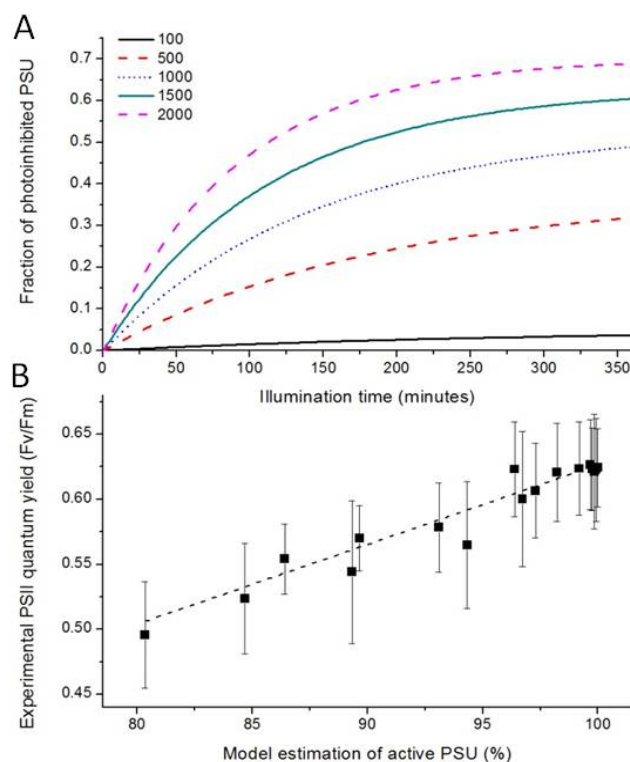 A
100
500
1000
1500
2000
Fraction of photoinhibited PSU
0.7
0.6
0.5
0.4
0.3
0.2
0.1
0.0
0 50 100 150 200 250 300 350
Illumination time (minutes)
B
Experimental PSII quantum yield (Fv/Fm)
0.65
0.60
0.55
0.50
0.45
80 85 90 95 100
Model estimation of active PSU (%)